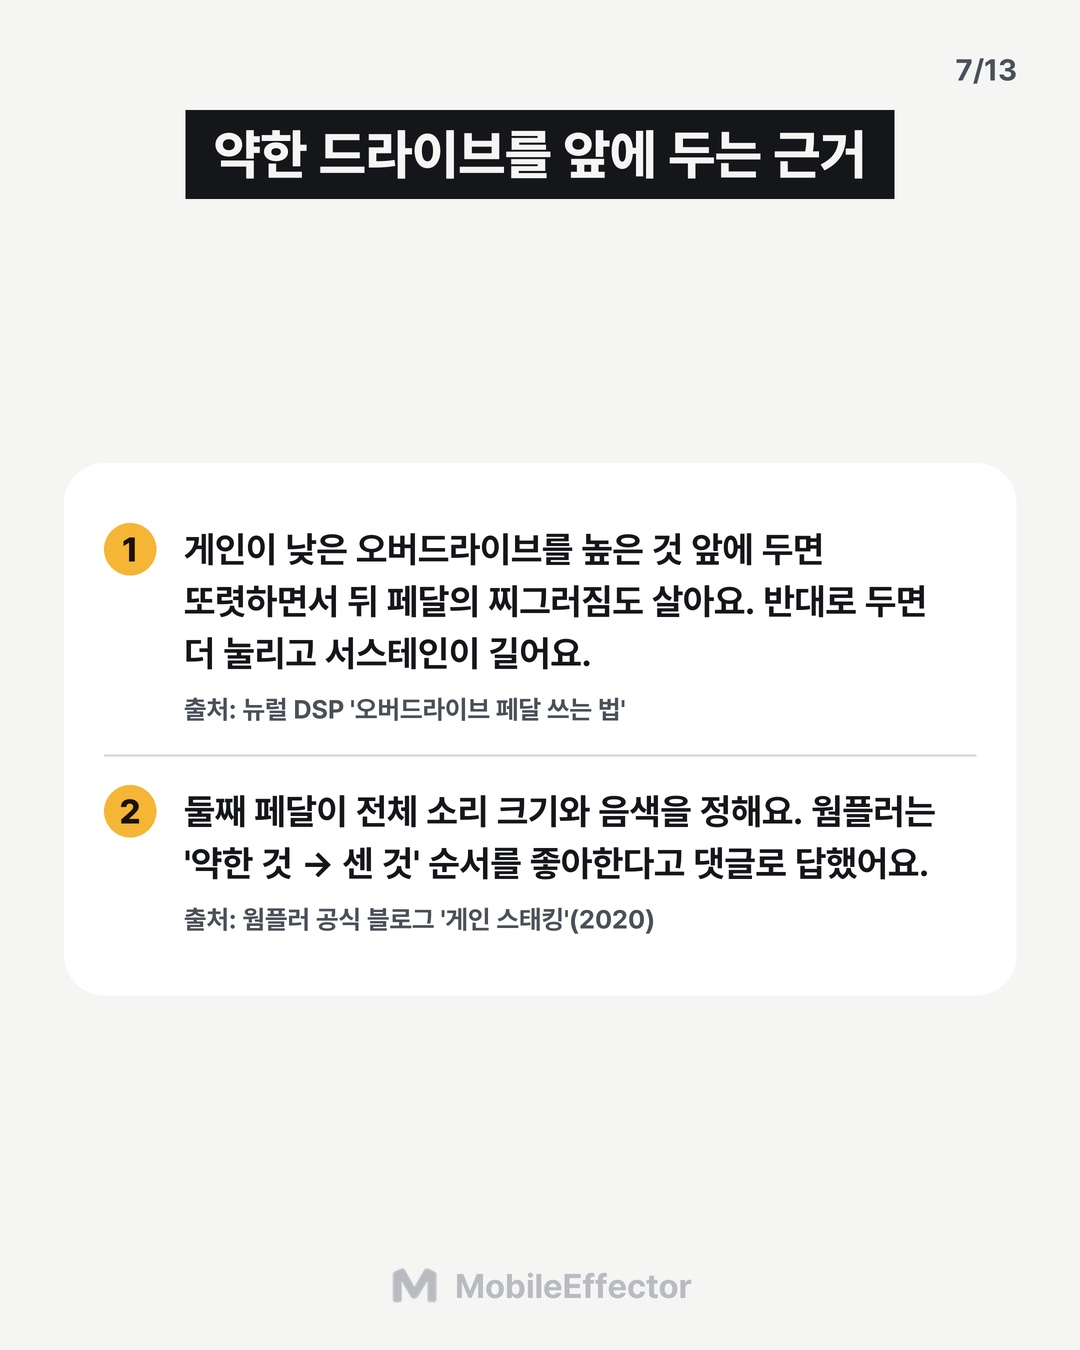 7/13
약한 드라이브를 앞에 두는 근거
1
게인이 낮은 오버드라이브를 높은 것 앞에 두면
또렷하면서 뒤 페달의 찌그러짐도 살아요. 반대로 두면
더 눌리고 서스테인이 길어요.
출처: 뉴럴 DSP '오버드라이브 페달 쓰는 법'
2
둘째 페달이 전체 소리 크기와 음색을 정해요. 웜플러는
'약한 것 → 센 것' 순서를 좋아한다고 댓글로 답했어요.
출처: 웜플러 공식 블로그 '게인 스태킹'(2020)
MobileEffector